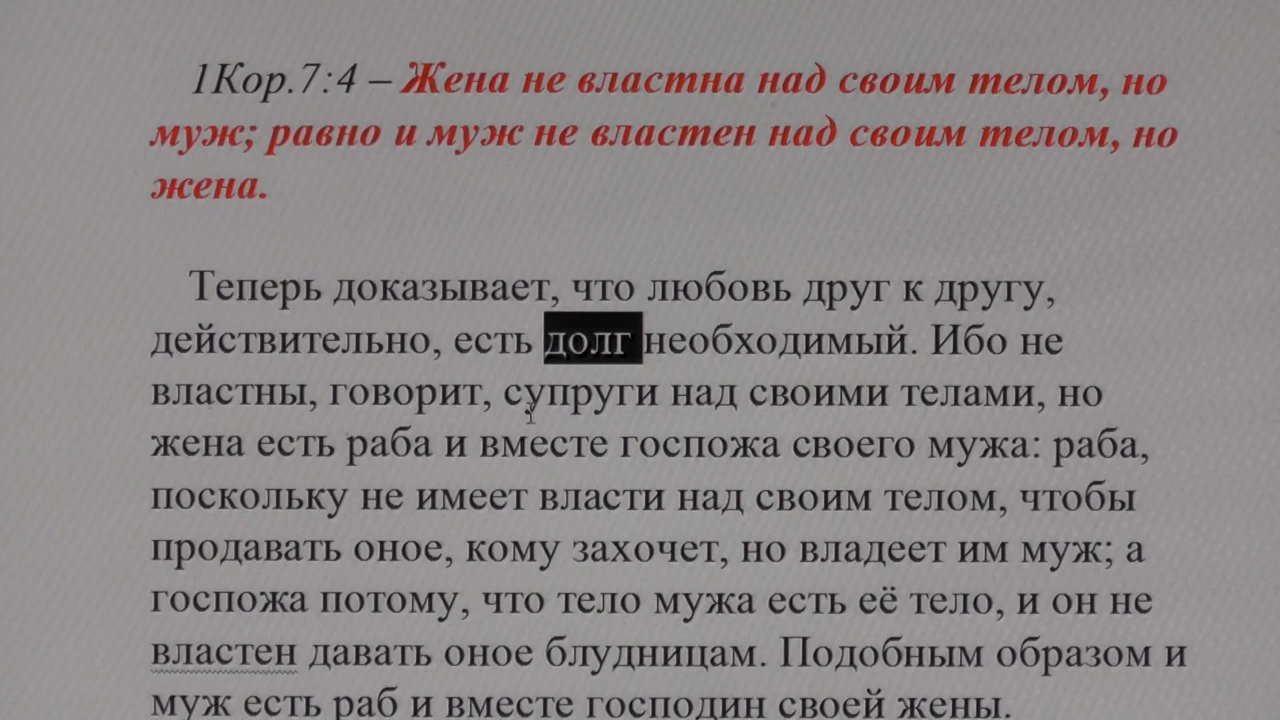 1Кор.7:4 – Жена не властна над своим телом, но
муж; равно и муж не властен над своим телом, но
жена.
Теперь доказывает, что любовь друг к другу,
действительно, есть долг необходимый. Ибо не
властны, говорит, супруги над своими телами, но
жена есть раба и вместе госпожа своего мужа: раба,
поскольку не имеет власти над своим телом, чтобы
продавать оное, кому захочет, но владеет им муж; а
госпожа потому, что тело мужа есть её тело, и он не
властен давать оное блудницам. Подобным образом и
муж есть раб и вместе господин своей жены.